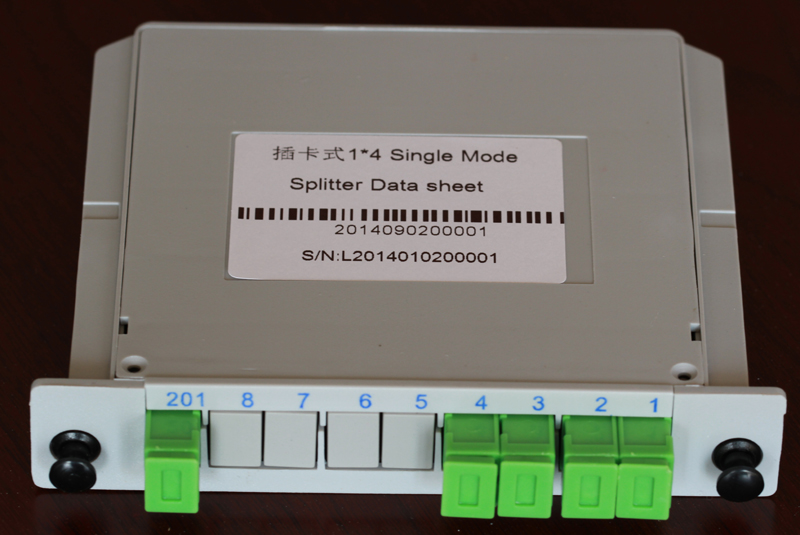 插卡式1*4 Single Mode
Splitter Data sheet
2014090200001
S/N:L2014010200001
201 8 7 6 5 4 3 2 1